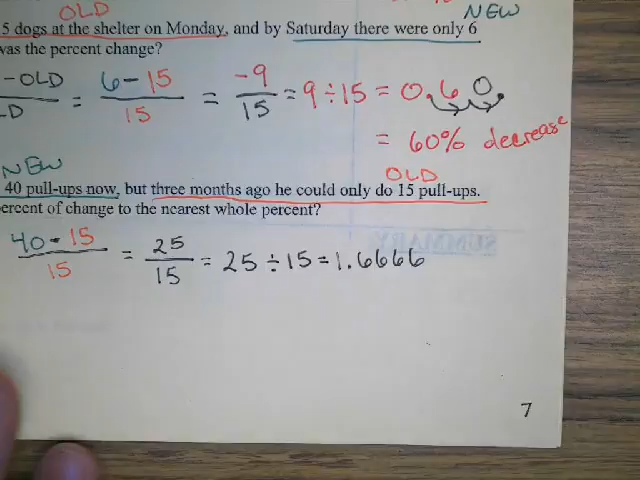 OLD
NEW
5 dogs at the shelter on Monday, and by Saturday there were only 6
was the percent change?
-OLD / LD = 6-15 / 15 = -9 / 15 = 9÷15 = 0.60.
= 60% decrease
NEW
OLD
40 pull-ups now, but three months ago he could only do 15 pull-ups.
ercent of change to the nearest whole percent?
40-15 / 15 = 25 / 15 = 25÷15=1.6666
SUMMARY
7